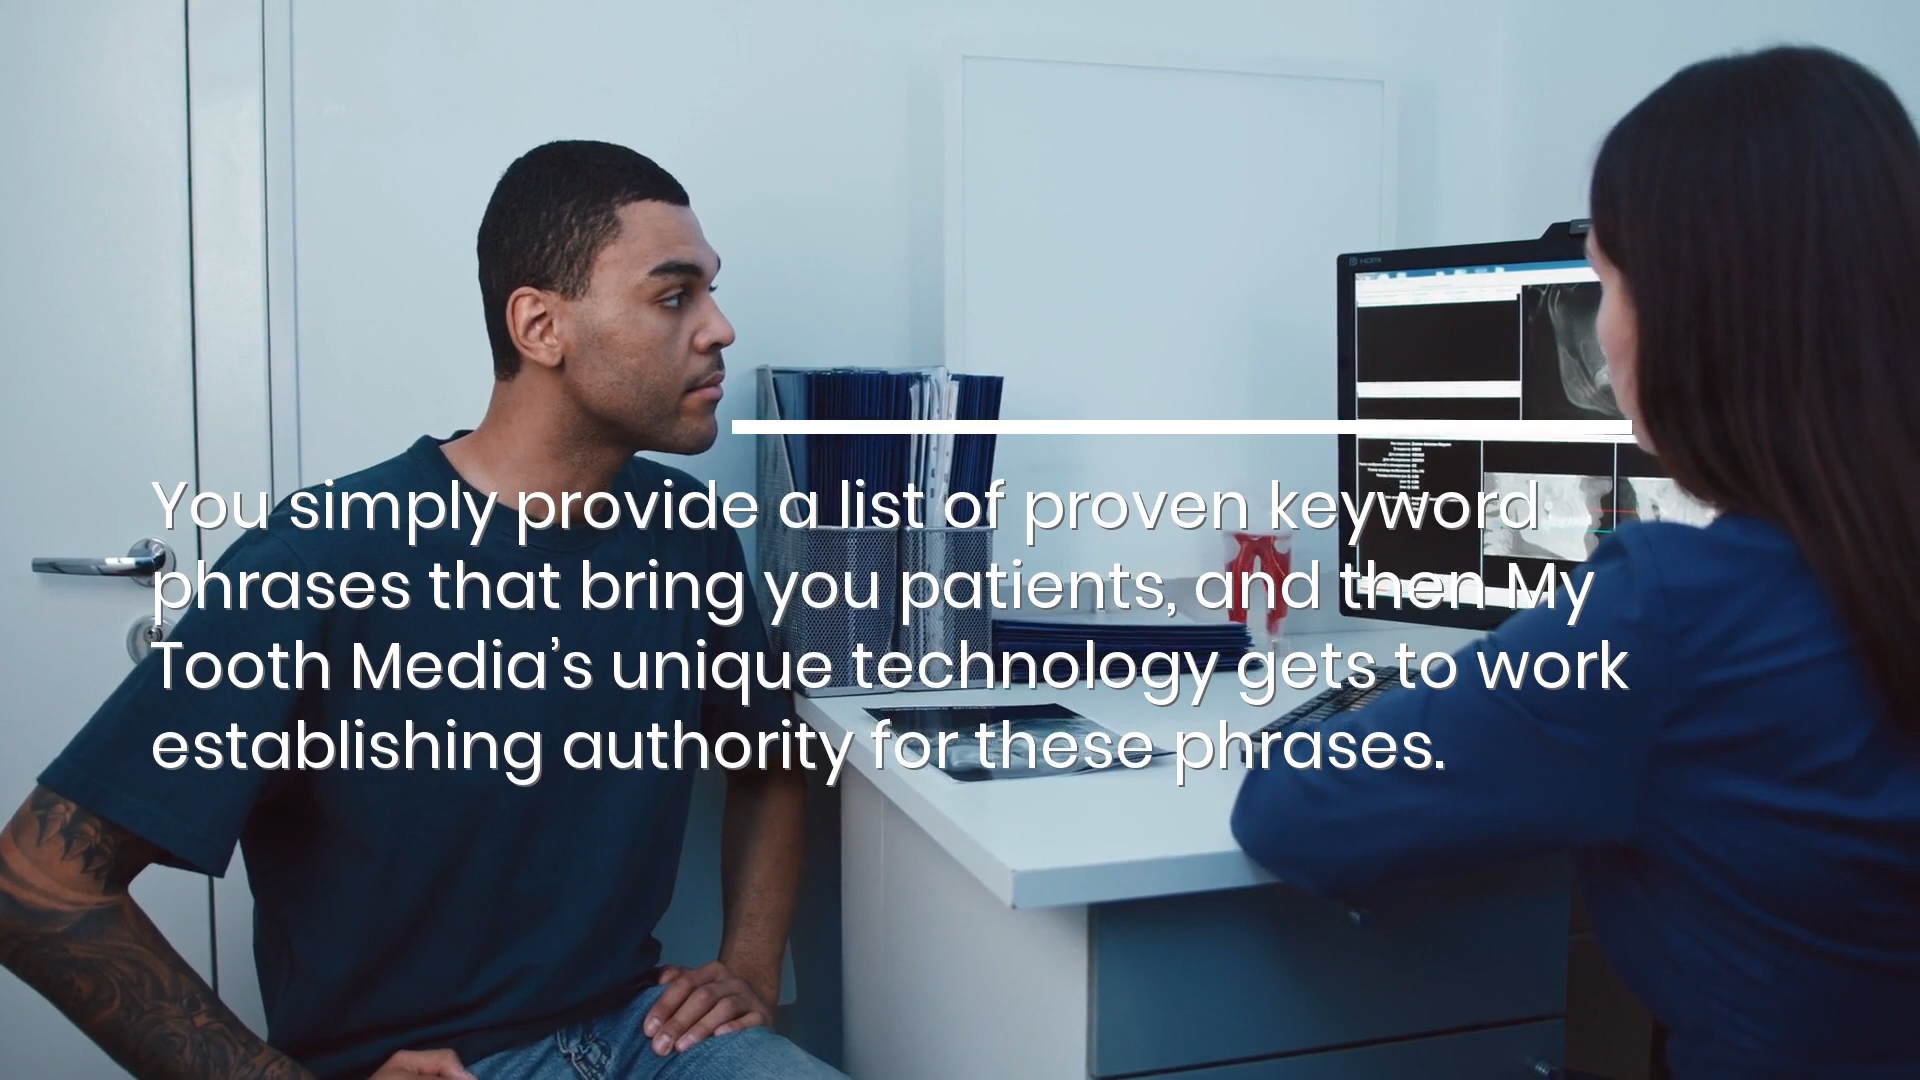 You simply provide a list of proven keyword
phrases that bring you patients, and then My
Tooth Media’s unique technology gets to work
establishing authority for these phrases.